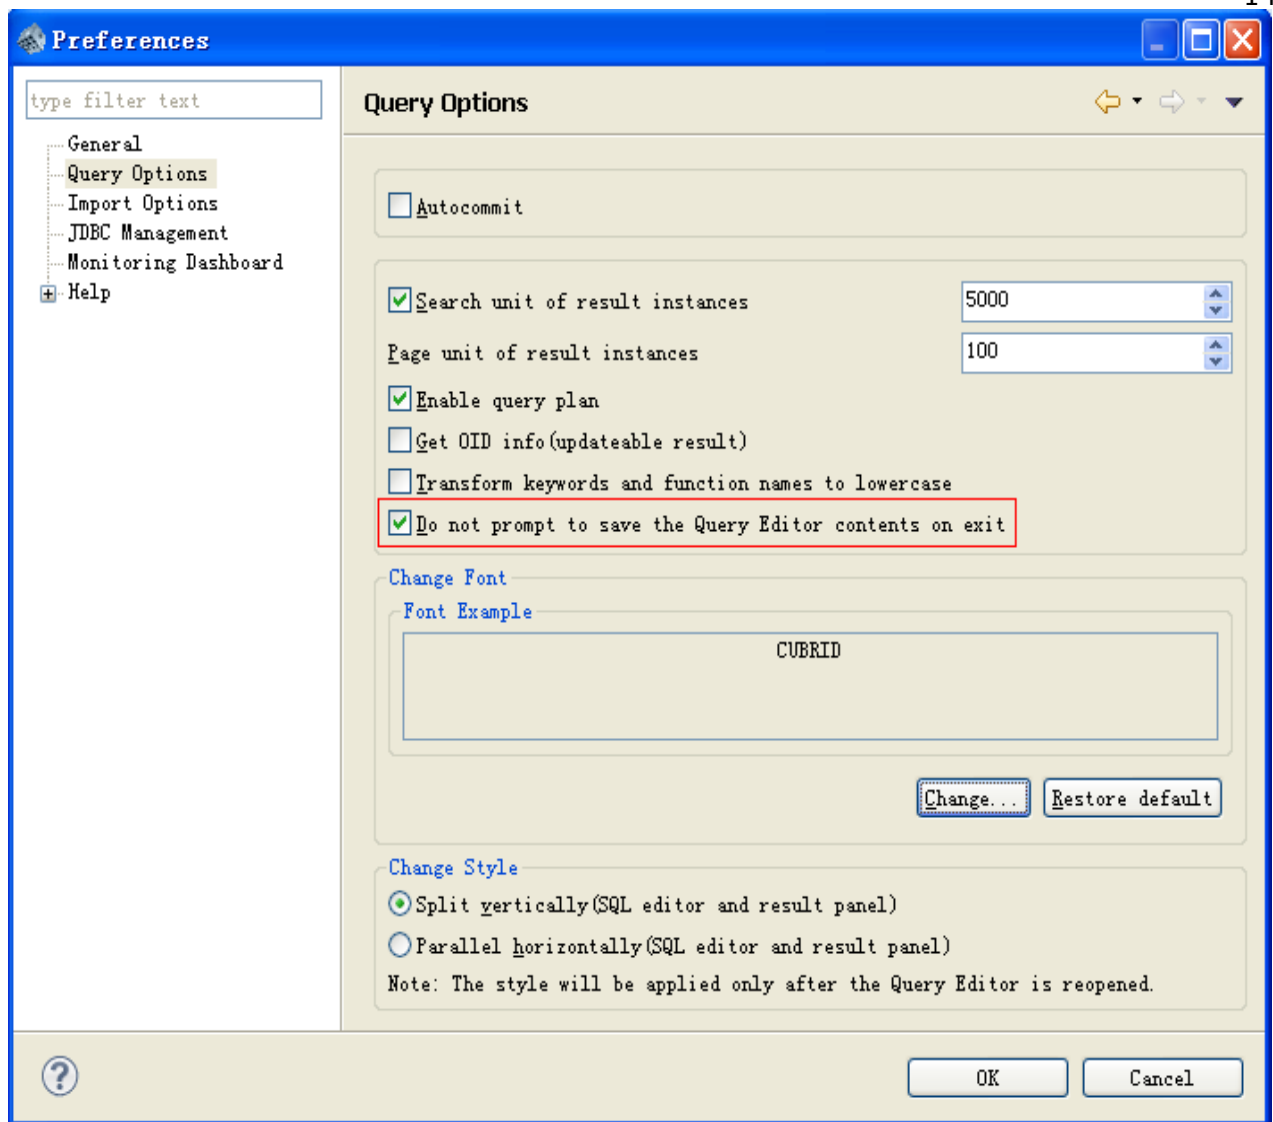 Preferences
type filter text
General
Query Options
Import Options
JDBC Management
Monitoring Dashboard
Help
Query Options
Autocommit
Search unit of result instances 5000
Page unit of result instances 100
Enable query plan
Get OID info(updateable result)
Transform keywords and function names to lowercase
Do not prompt to save the Query Editor contents on exit
Change Font
Font Example
CUBRID
Change... Restore default
Change Style
Split vertically(SQL editor and result panel)
Parallel horizontally(SQL editor and result panel)
Note: The style will be applied only after the Query Editor is reopened.
OK Cancel